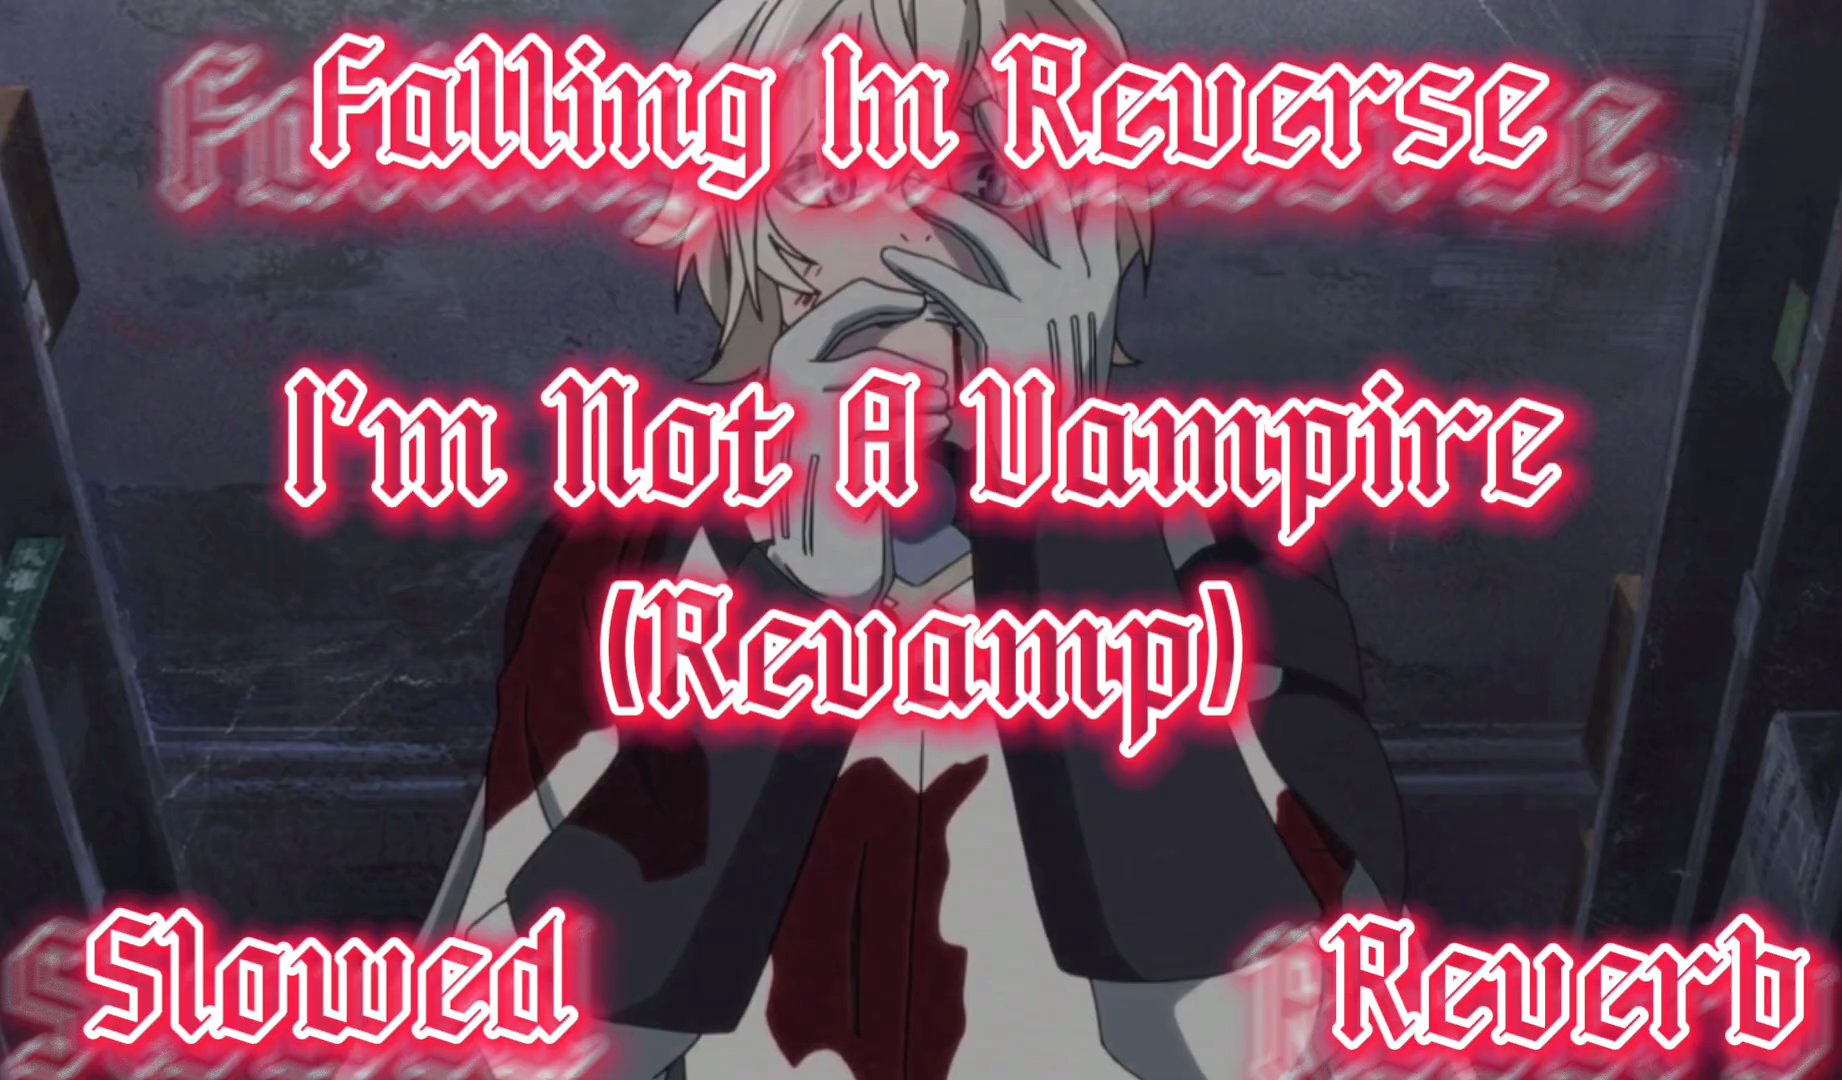 Falling In Reverse
I'm Not A Vampire
(Revamp)
Slowed
Reverb